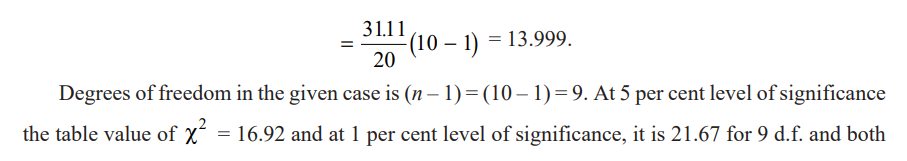 = 31.11/20 (10 – 1) = 13.999.
Degrees of freedom in the given case is (n – 1) = (10 – 1) = 9. At 5 per cent level of significance
the table value of χ² = 16.92 and at 1 per cent level of significance, it is 21.67 for 9 d.f. and both